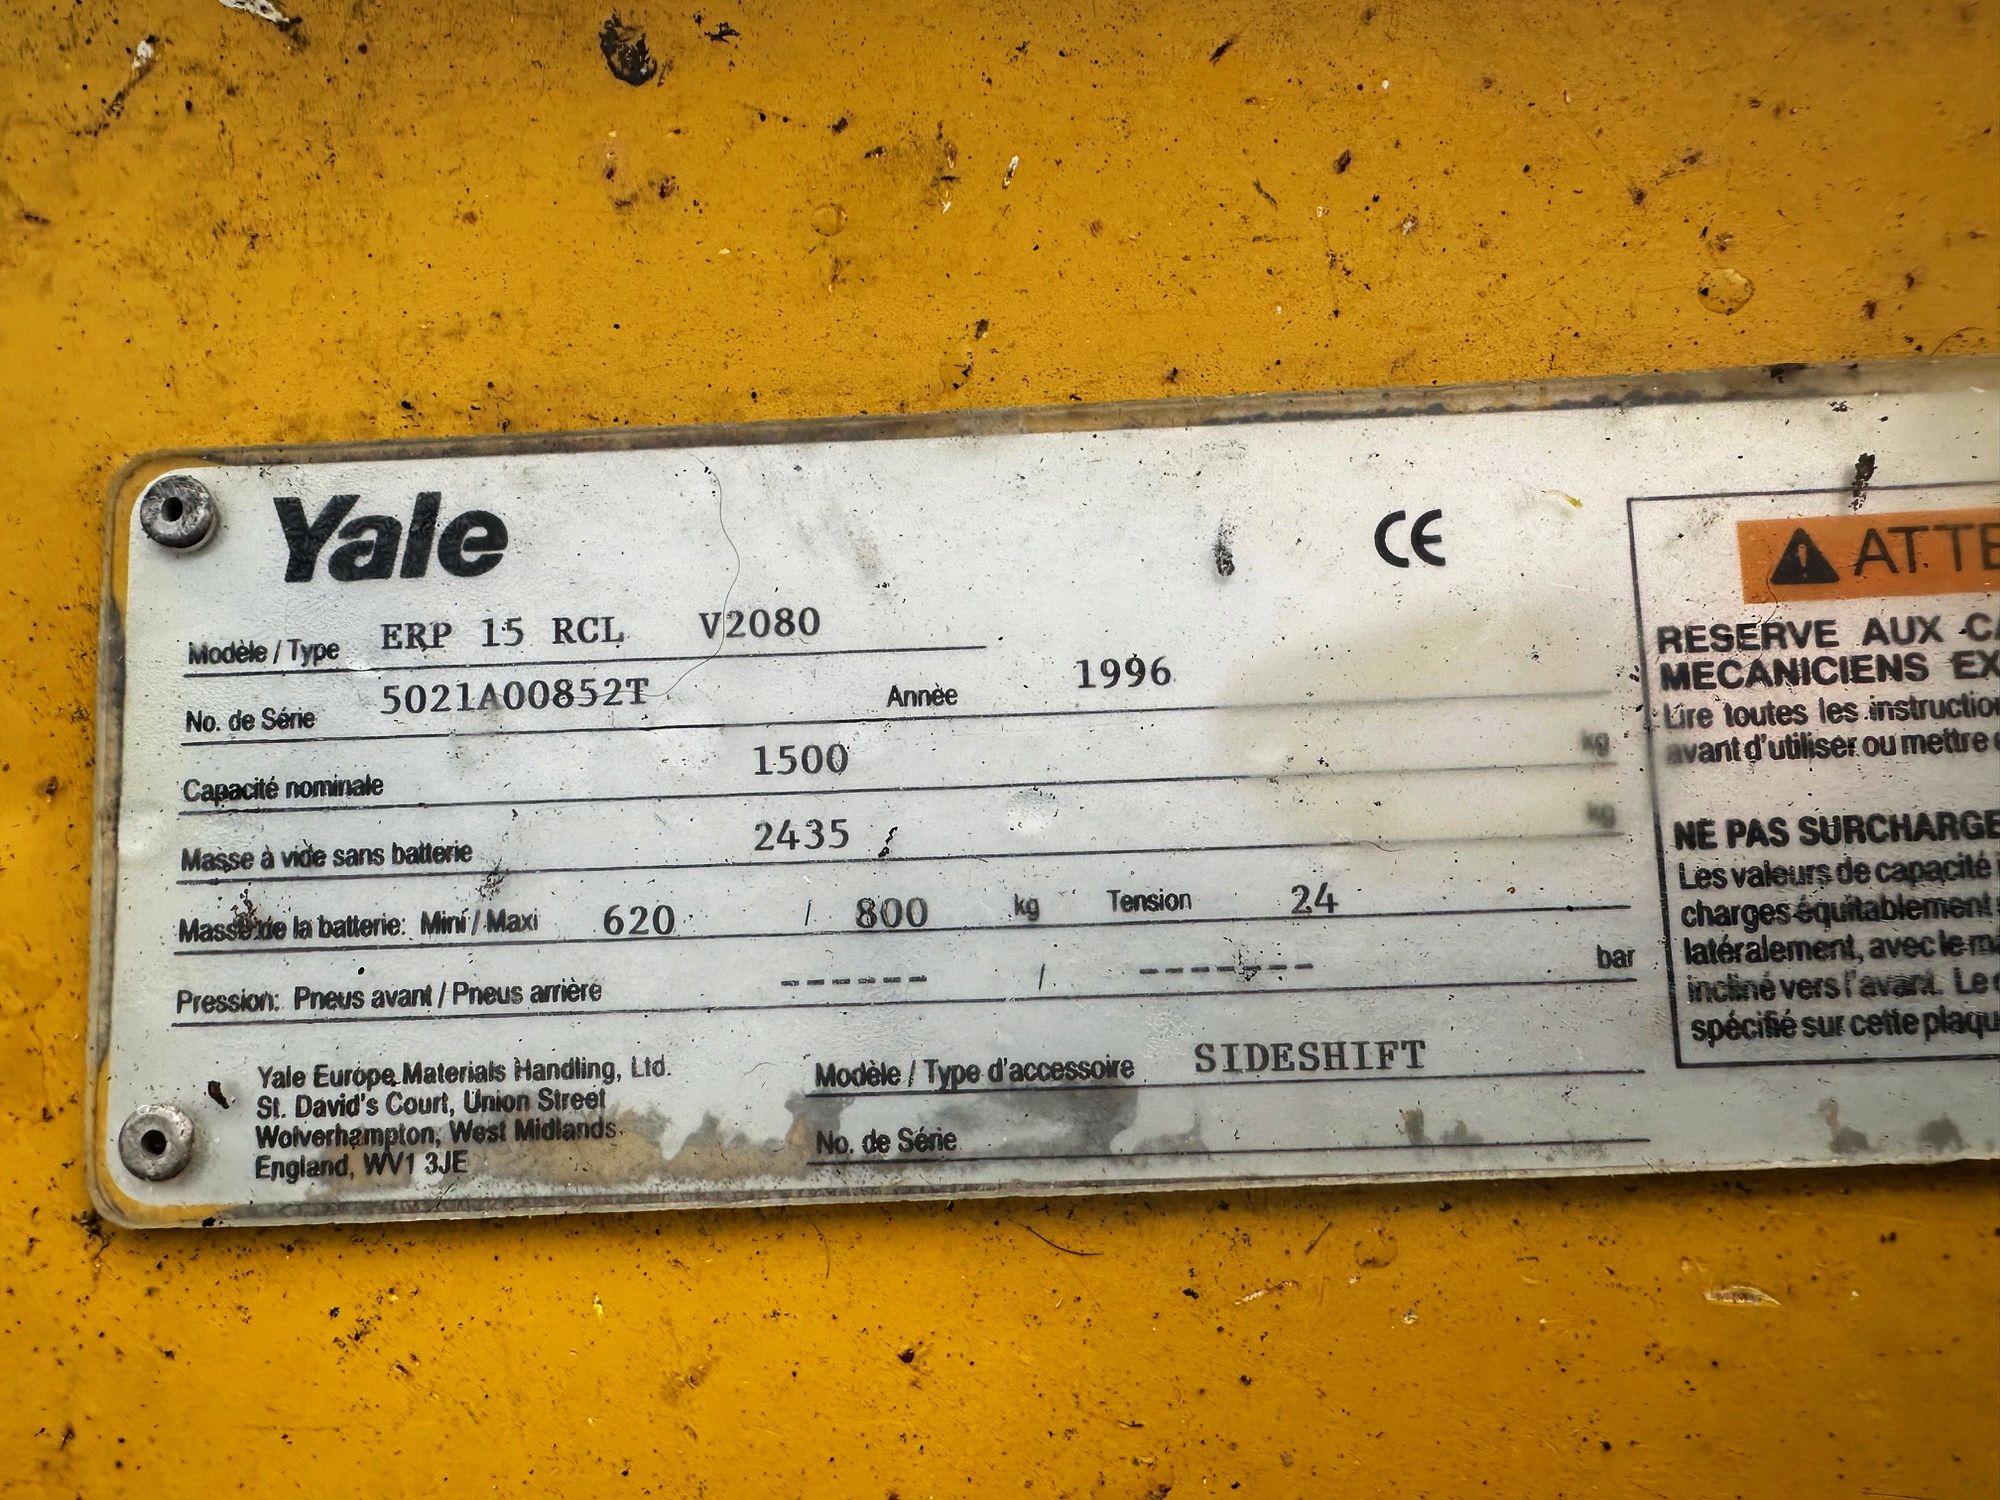 Yale
CE
Modèle / Type ERP 15 RCL V2080
No. de Série 5021A00852T Année 1996
Capacité nominale 1500 kg
Masse à vide sans batterie 2435 kg
Masse de la batterie: Mini / Maxi 620 / 800 kg Tension 24
Pression: Pneus avant / Pneus arrière ------ / ------- bar
Yale Europe Materials Handling, Ltd.
St. David's Court, Union Street
Wolverhampton, West Midlands
England, WV1 3JE
Modèle / Type d'accessoire SIDESHIFT
No. de Série
ATTE
RESERVE AUX CA
MECANICIENS EX
Lire toutes les instruction
avant d'utiliser ou mettre e
NE PAS SURCHARGE
Les valeurs de capacité i
charges équitablement
latéralement, avec le mâ
incliné vers l'avant. Le
spécifié sur cette plaqu